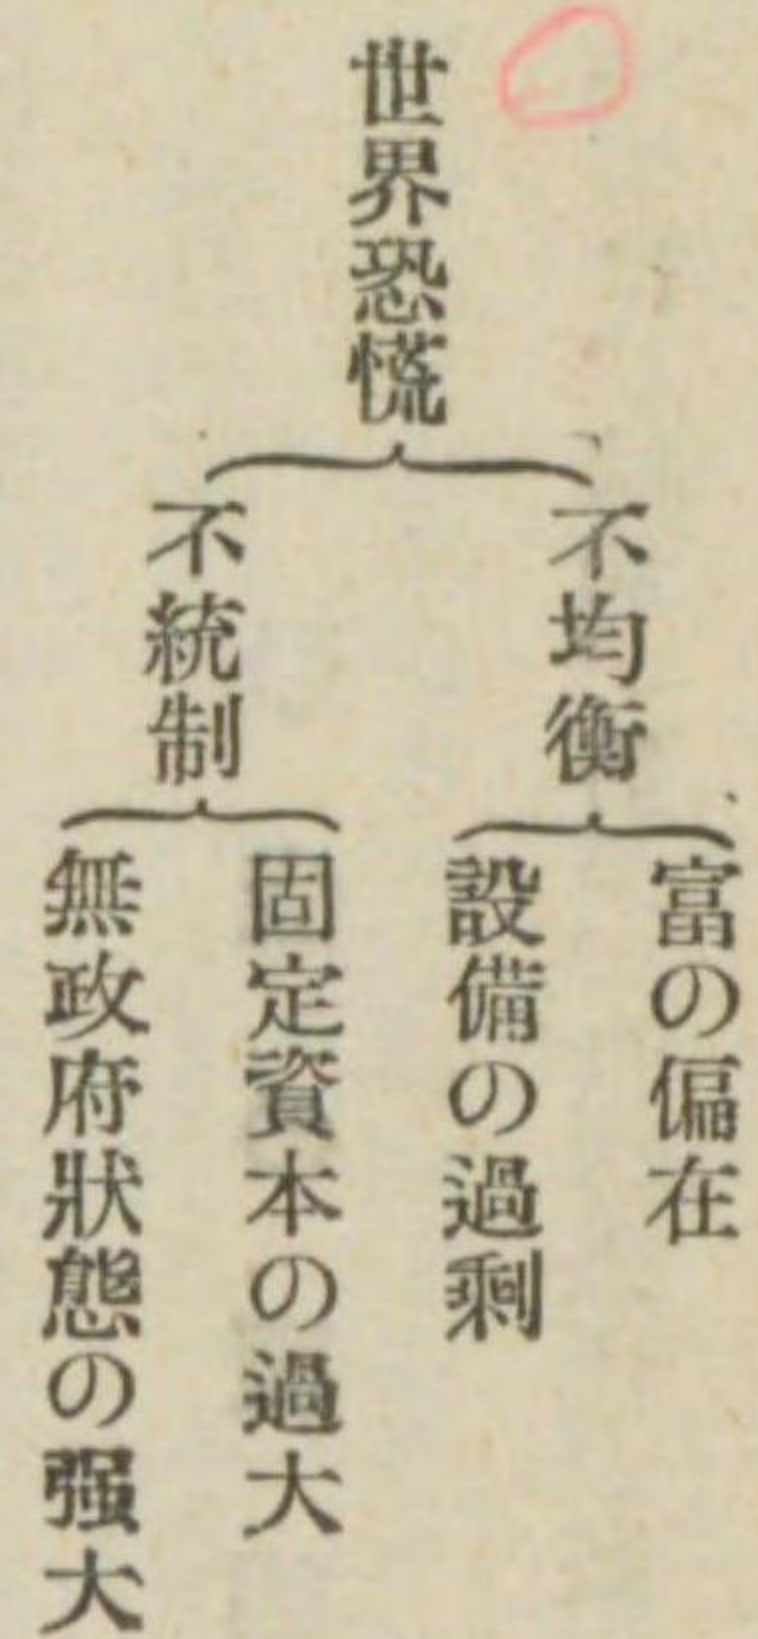 世界恐慌
不均衡
富の偏在
設備の過剰
不統制
固定資本の過大
無政府狀態の强大